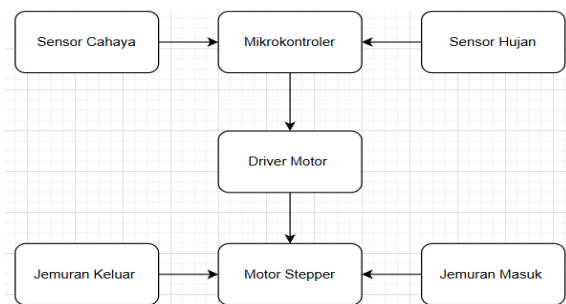 Sensor Cahaya
Mikrokontroler
Sensor Hujan
Driver Motor
Jemuran Keluar
Motor Stepper
Jemuran Masuk